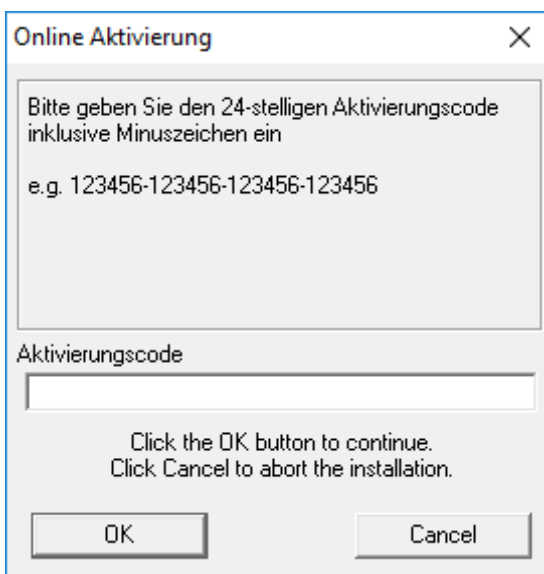 Online Aktivierung
Bitte geben Sie den 24-stelligen Aktivierungscode
inklusive Minuszeichen ein
e.g. 123456-123456-123456-123456
Aktivierungscode
Click the OK button to continue.
Click Cancel to abort the installation.
OK
Cancel